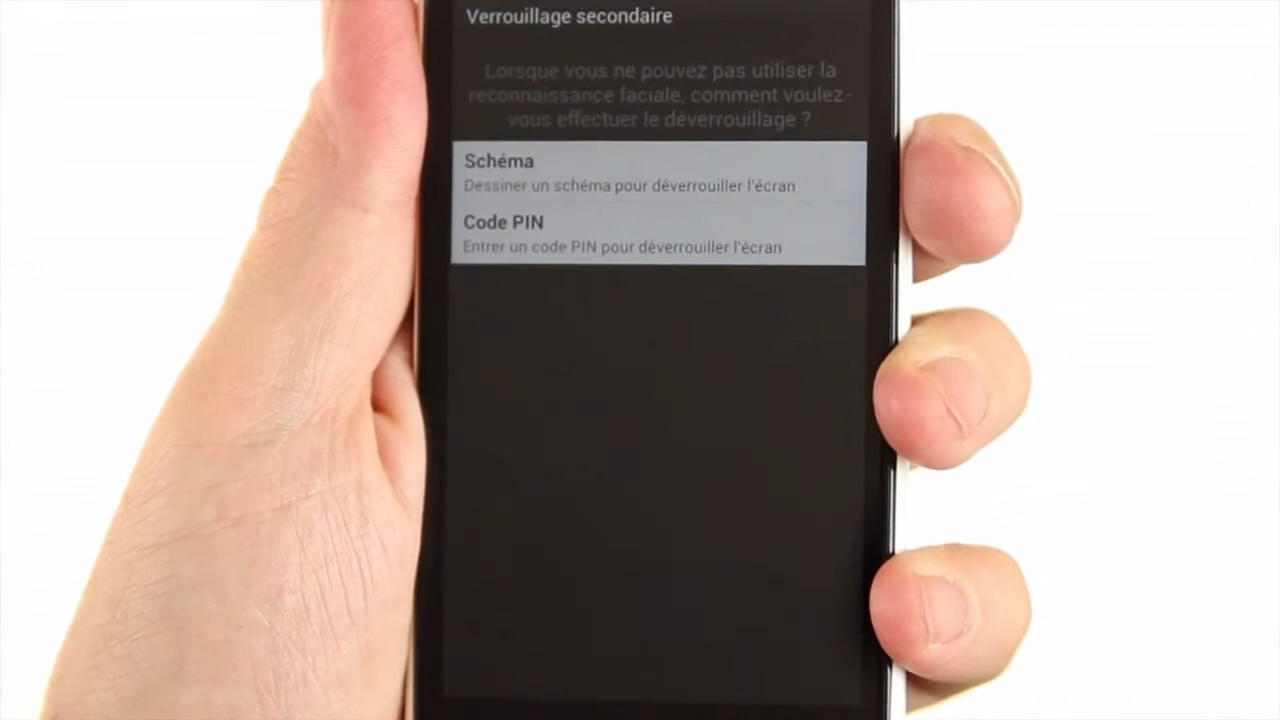 Verrouillage secondaire
Lorsque vous ne pouvez pas utiliser la
reconnaissance faciale, comment voulez-
vous effectuer le déverrouillage ?
Schéma
Dessiner un schéma pour déverrouiller l'écran
Code PIN
Entrer un code PIN pour déverrouiller l'écran